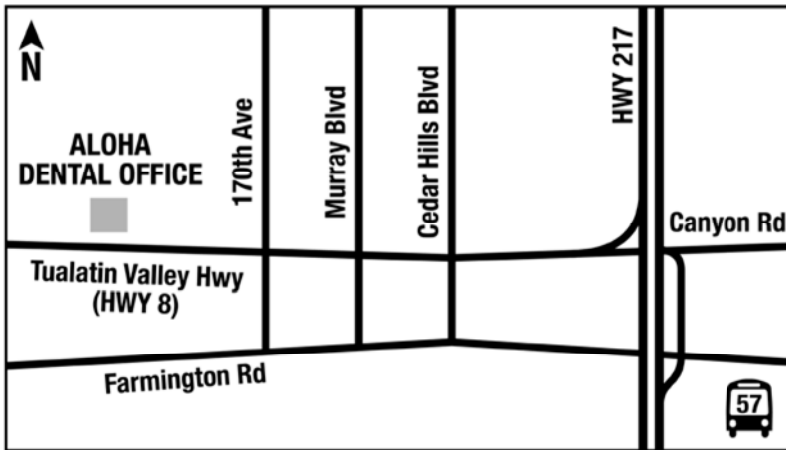 N
ALOHA
DENTAL OFFICE
170th Ave
Murray Blvd
Cedar Hills Blvd
HWY 217
Canyon Rd
Tualatin Valley Hwy
(HWY 8)
Farmington Rd
57